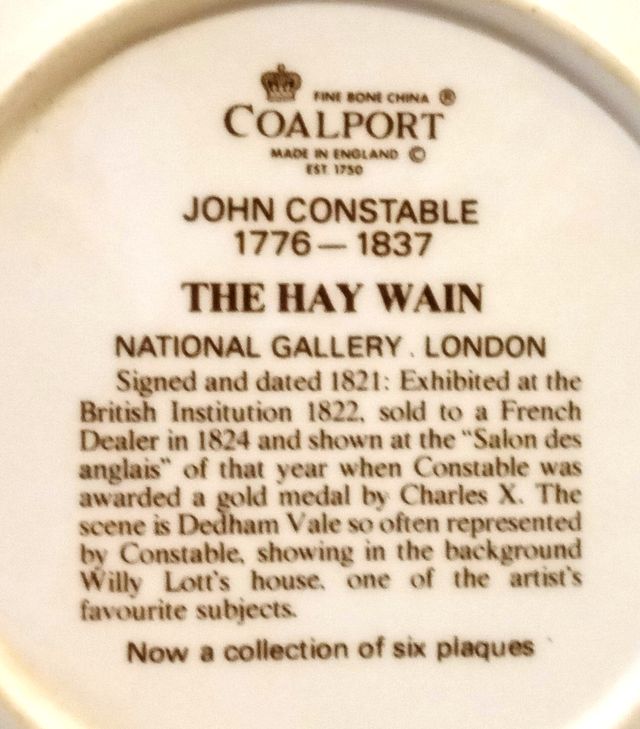 FINE BONE CHINA ®
COALPORT
MADE IN ENGLAND ©
EST. 1750
JOHN CONSTABLE
1776 — 1837
THE HAY WAIN
NATIONAL GALLERY . LONDON
Signed and dated 1821: Exhibited at the
British Institution 1822, sold to a French
Dealer in 1824 and shown at the "Salon des
anglais" of that year when Constable was
awarded a gold medal by Charles X. The
scene is Dedham Vale so often represented
by Constable, showing in the background
Willy Lott's house, one of the artist's
favourite subjects.
Now a collection of six plaques